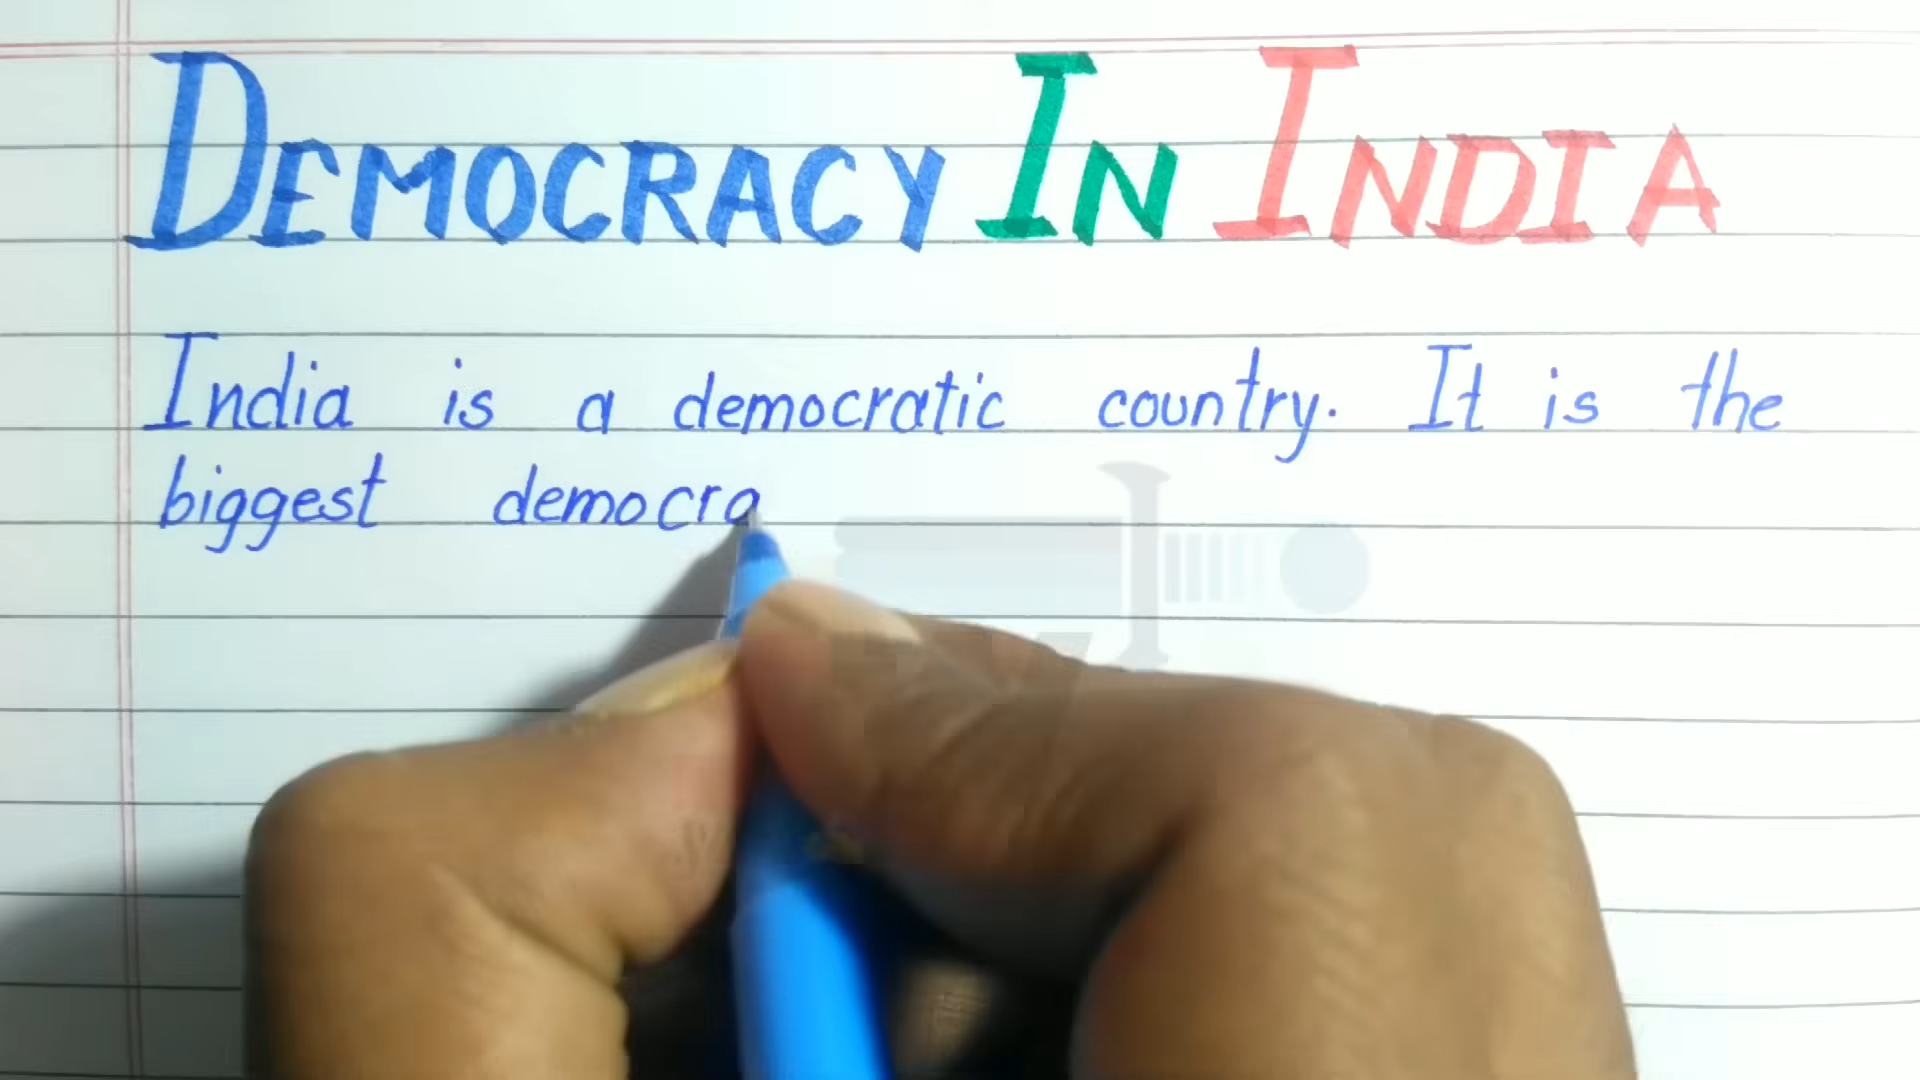 DEMOCRACY IN INDIA
India is a democratic country. It is the
biggest democra